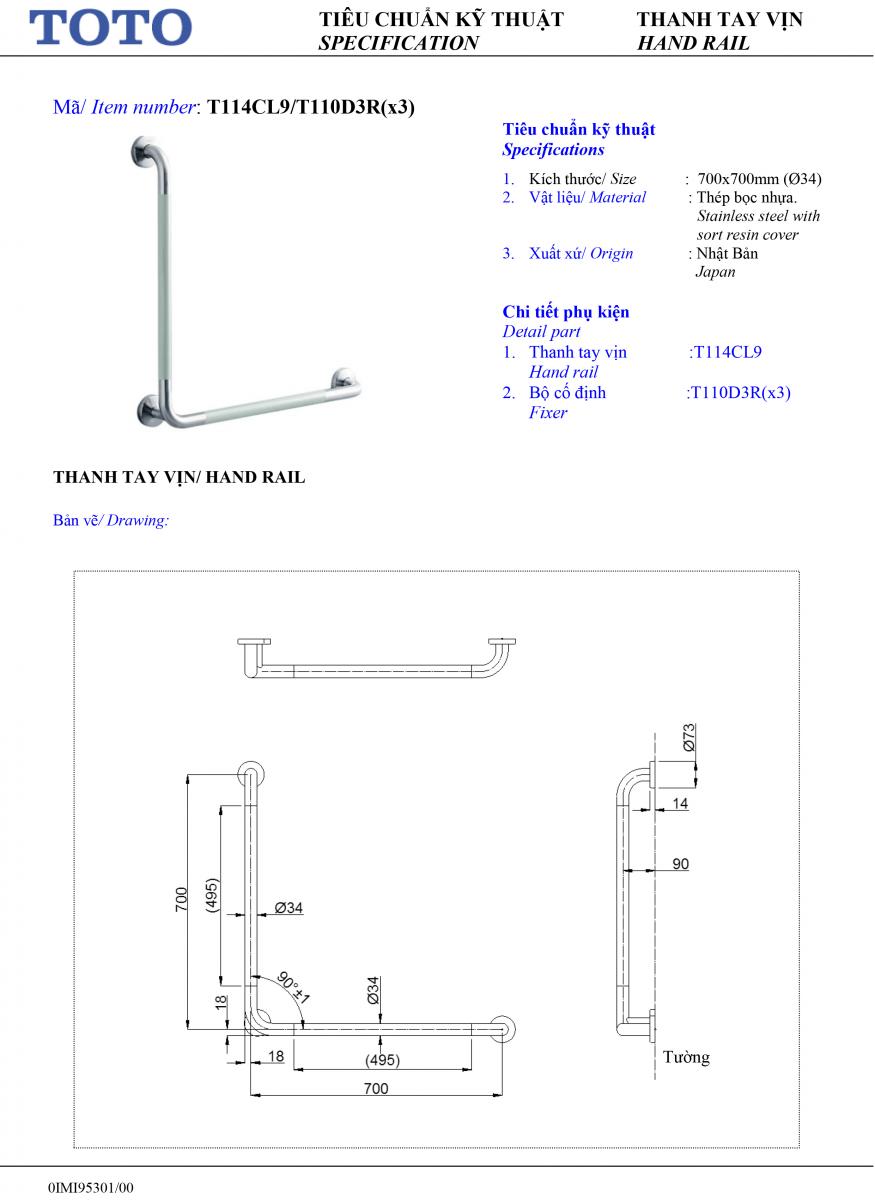 TOTO
TIÊU CHUẨN KỸ THUẬT
SPECIFICATION
THANH TAY VỊN
HAND RAIL
Mã/ Item number: T114CL9/T110D3R(x3)
Tiêu chuẩn kỹ thuật
Specifications
1. Kích thước/ Size : 700x700mm (Ø34)
2. Vật liệu/ Material : Thép bọc nhựa.
Stainless steel with
sort resin cover
3. Xuất xứ/ Origin : Nhật Bản
Japan
Chi tiết phụ kiện
Detail part
1. Thanh tay vịn :T114CL9
Hand rail
2. Bộ cố định :T110D3R(x3)
Fixer
THANH TAY VỊN/ HAND RAIL
Bản vẽ/ Drawing:
Ø73
14
90
700
(495)
Ø34
90°±1
18
Ø34
18
(495)
700
Tường
0IMI95301/00